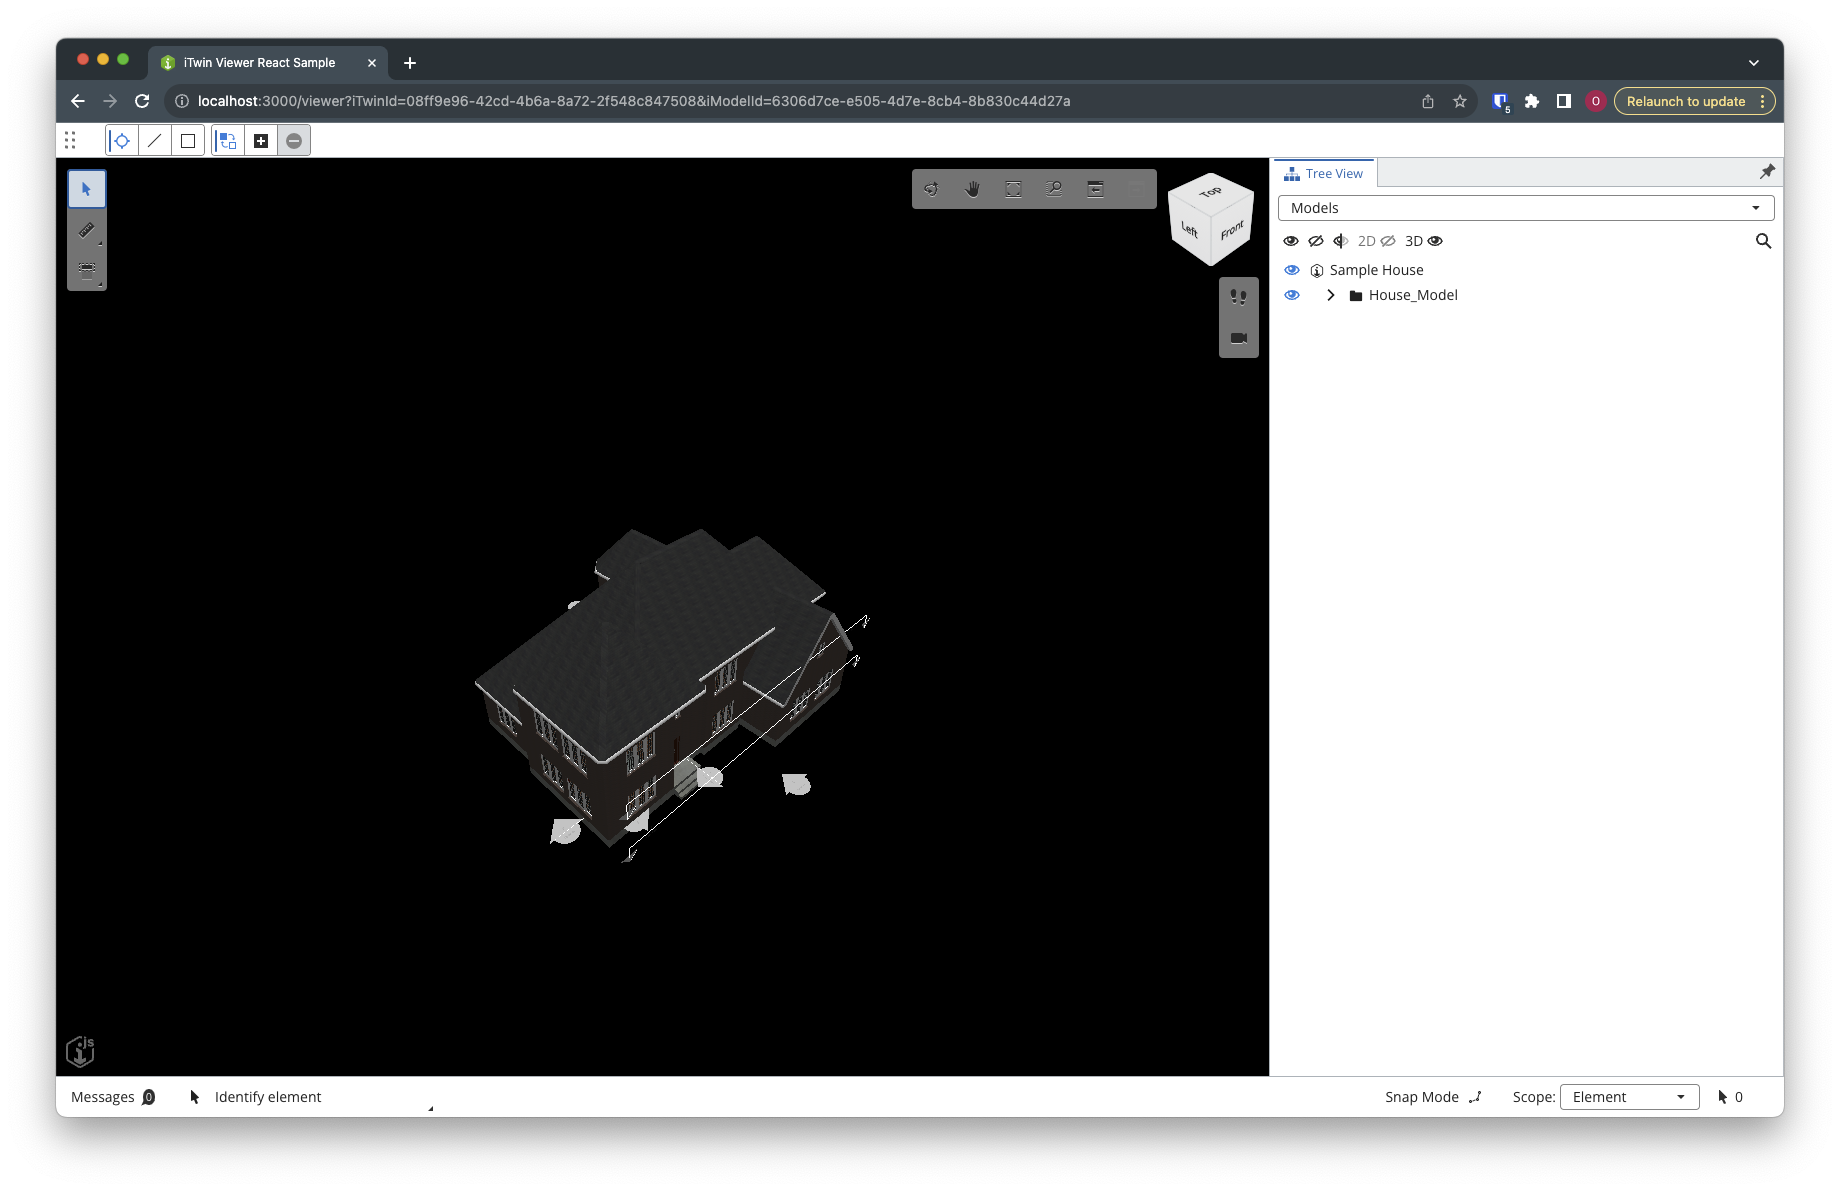 iTwin Viewer React Sample
localhost:3000/viewer?iTwinId=08ff9e96-42cd-4b6a-8a72-2f548c847508&iModelId=6306d7ce-e505-4d7e-8cb4-8b830c44d27a
5
O
Relaunch to update
Top
Left
Front
Tree View
Models
2D
3D
Sample House
House_Model
js
Messages 0
Identify element
Snap Mode
Scope: Element
0